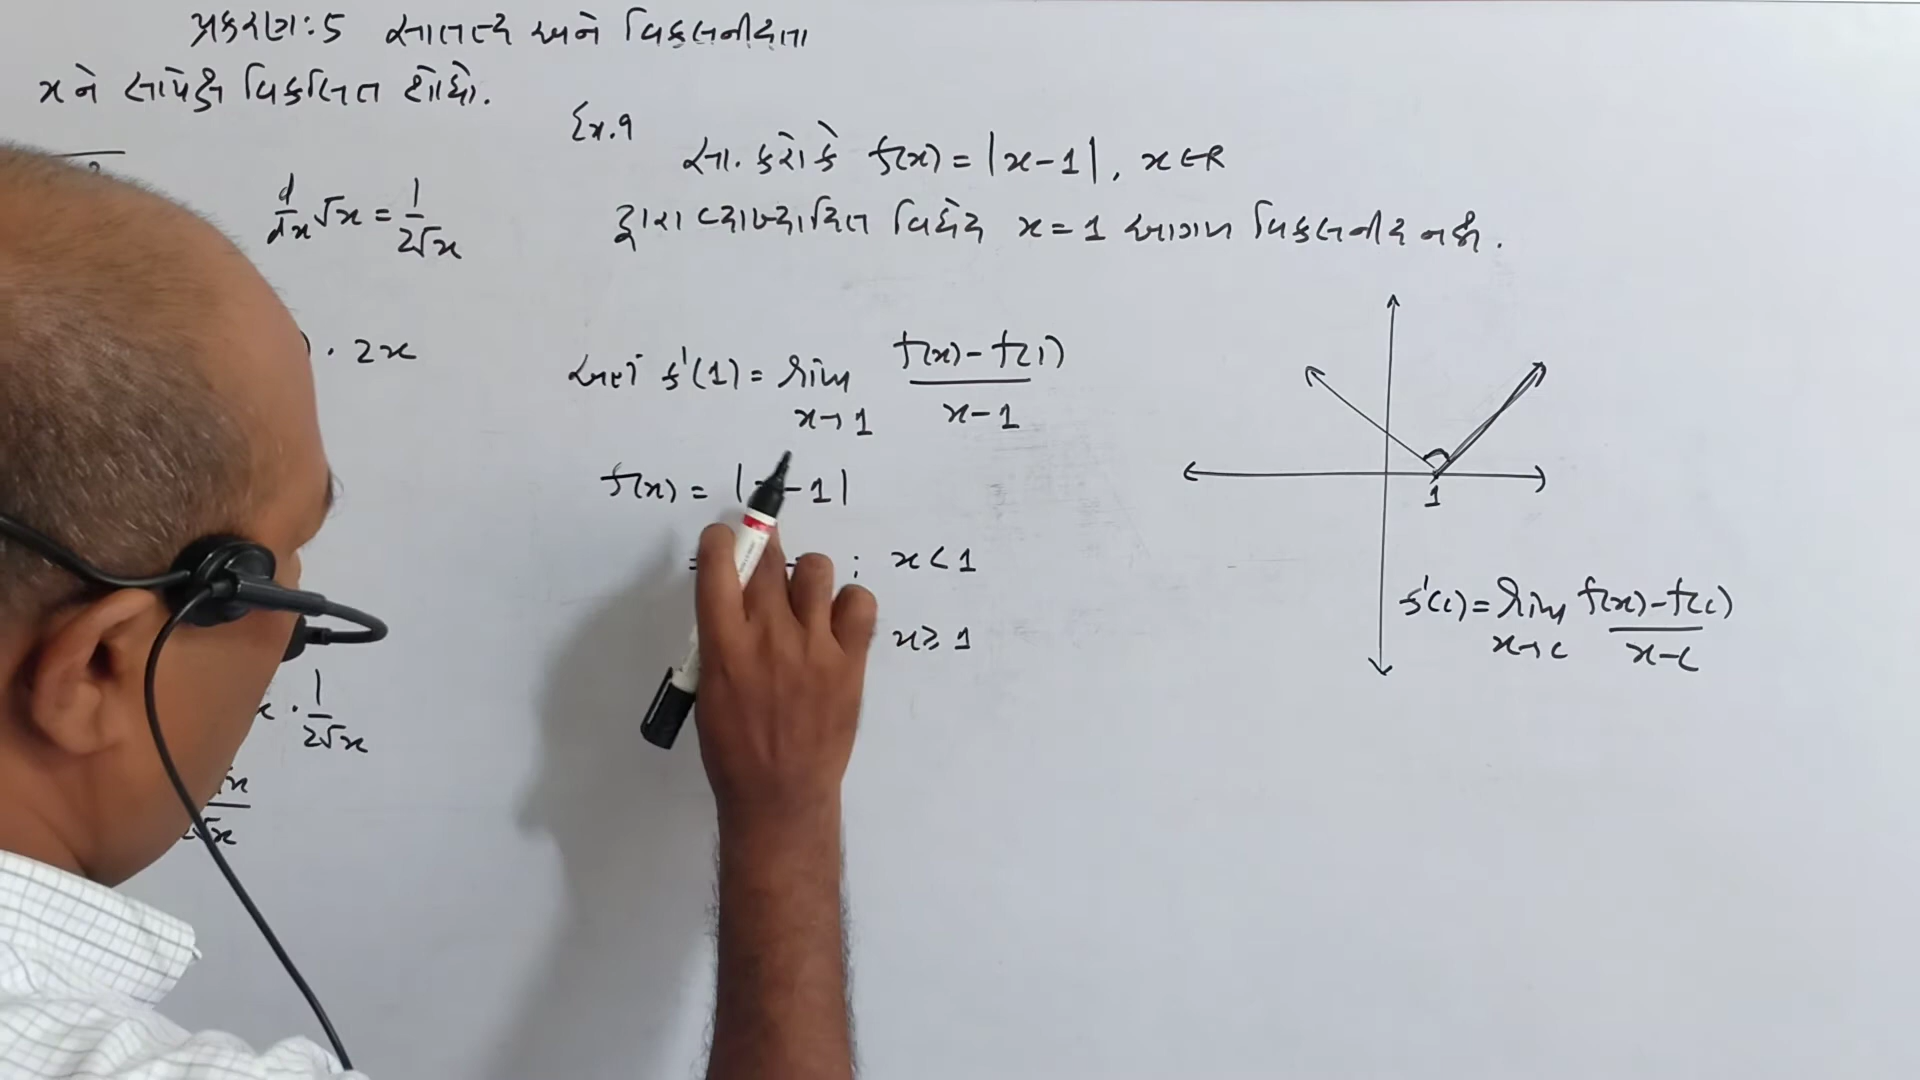 પ્રકરણ:5 સાતત્ય અને વિકલનીયતા
x ને સાપેક્ષ વિકલિત શોધો.
d/dx √x = 1/2√x
) . 2x
. 1/2√x
√x
Ex.9
સા. કરો કે f(x) = |x-1|, x∈R
દ્વારા વ્યાખ્યાયિત વિધેય x = 1 આગળ વિકલનીય નથી.
અહીં f'(1) = lim x→1 f(x)-f(1)/x-1
f(x) = | -1|
= ; x < 1
x ≥ 1
1
f'(c) = lim x→c f(x)-f(c)/x-c